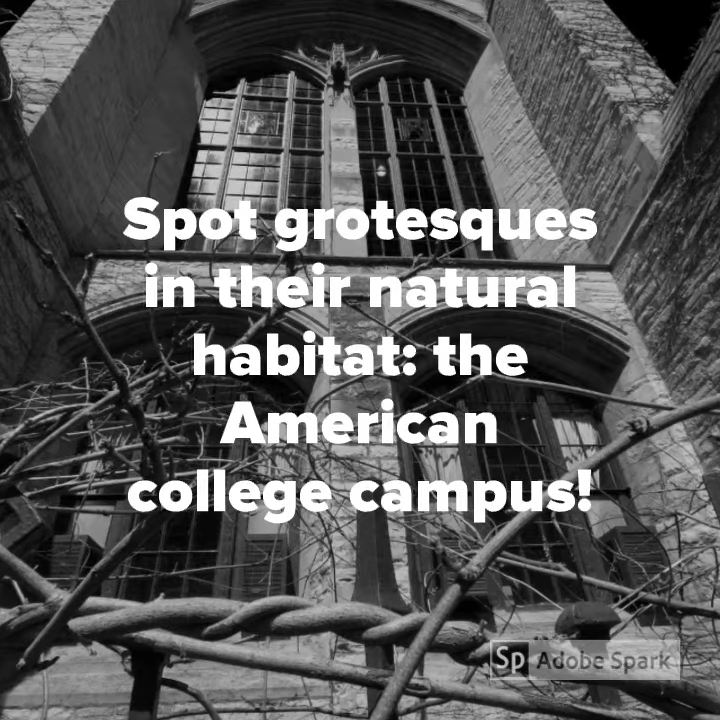 Spot grotesques
in their natural
habitat: the
American
college campus!
Sp Adobe Spark